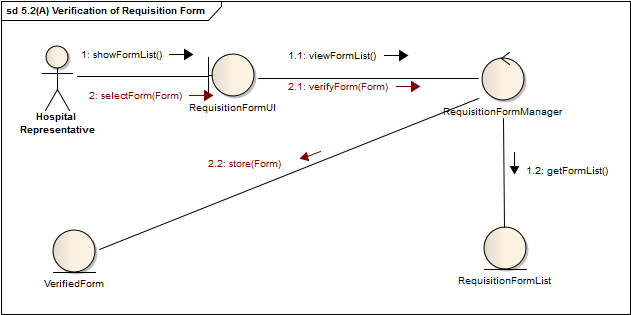 sd 5.2(A) Verification of Requisition Form
1: showFormList()
1.1: viewFormList()
2: selectForm(Form)
2.1: verifyForm(Form)
RequisitionFormUI
RequisitionFormManager
Hospital
Representative
2.2: store(Form)
1.2: getFormList()
VerifiedForm
RequisitionFormList